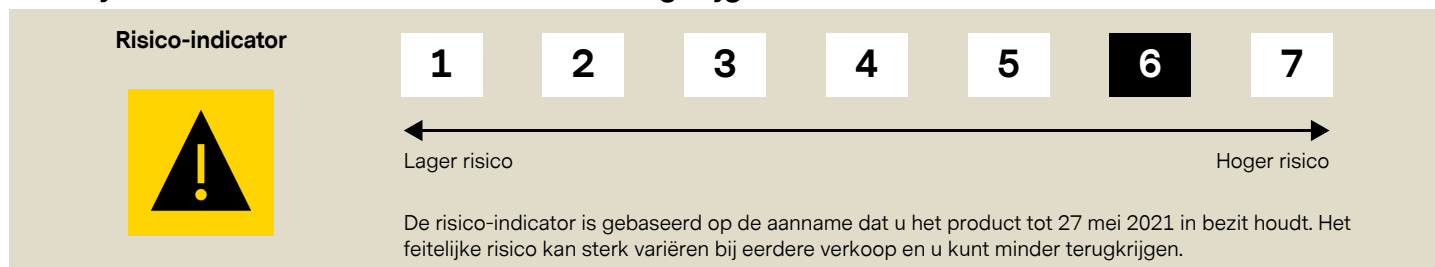 Risico-indicator
1 2 3 4 5 6 7
Lager risico Hoger risico
De risico-indicator is gebaseerd op de aanname dat u het product tot 27 mei 2021 in bezit houdt. Het
feitelijke risico kan sterk variëren bij eerdere verkoop en u kunt minder terugkrijgen.